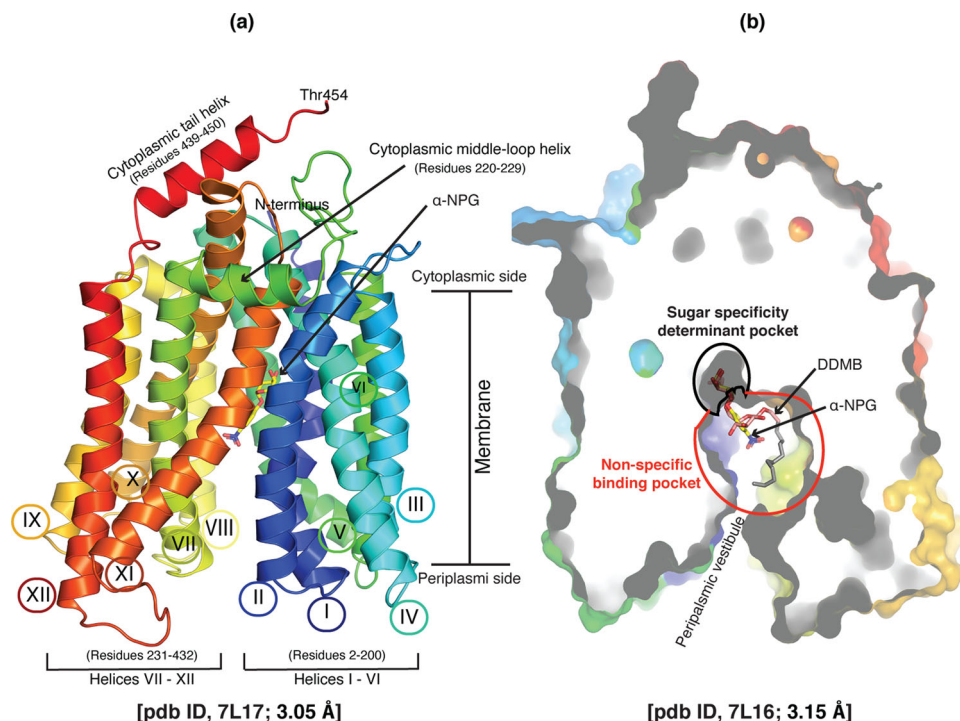 (a)
Thr454
Cytoplasmic tail helix
(Residues 439-450)
Cytoplasmic middle-loop helix
(Residues 220-229)
N-terminus
α-NPG
Cytoplasmic side
Membrane
VI
X
IX
VIII
VII
III
V
XI
Periplasmi side
XII
II
I
IV
(Residues 231-432)
(Residues 2-200)
Helices VII - XII
Helices I - VI
[pdb ID, 7L17; 3.05 Å]
(b)
Sugar specificity
determinant pocket
DDMB
α-NPG
Non-specific
binding pocket
Peripalsmic vestibule
[pdb ID, 7L16; 3.15 Å]